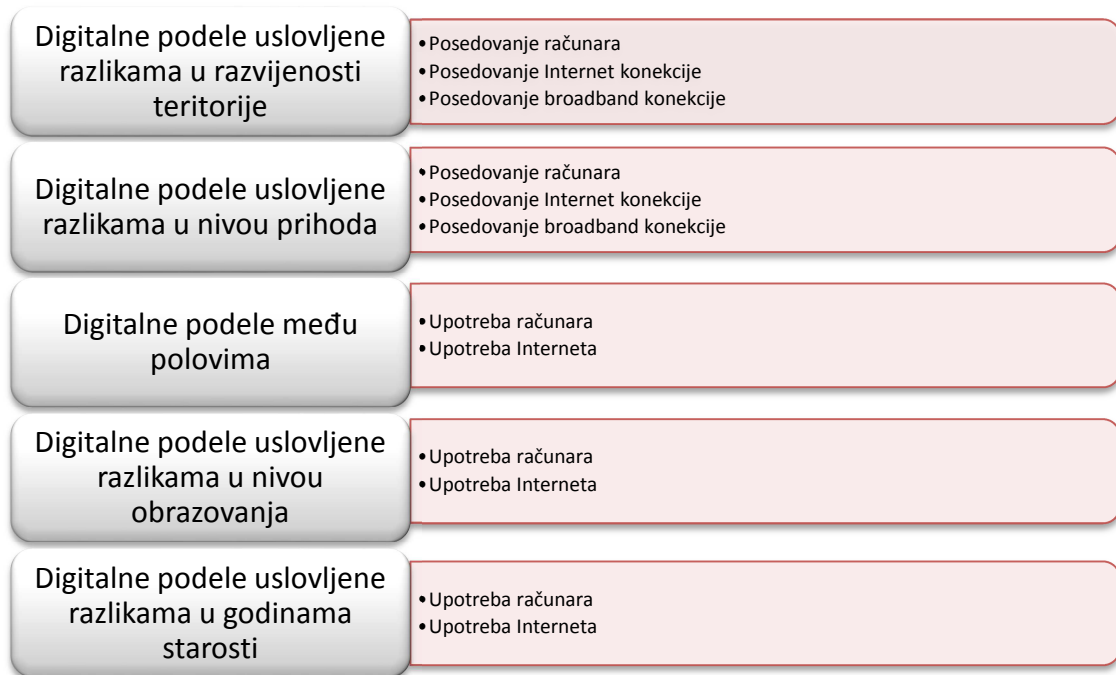 Digitalne podele uslovljene
razlikama u razvijenosti
teritorije
•Posedovanje računara
•Posedovanje Internet konekcije
•Posedovanje broadband konekcije
Digitalne podele uslovljene
razlikama u nivou prihoda
•Posedovanje računara
•Posedovanje Internet konekcije
•Posedovanje broadband konekcije
Digitalne podele među
polovima
•Upotreba računara
•Upotreba Interneta
Digitalne podele uslovljene
razlikama u nivou
obrazovanja
•Upotreba računara
•Upotreba Interneta
Digitalne podele uslovljene
razlikama u godinama
starosti
•Upotreba računara
•Upotreba Interneta